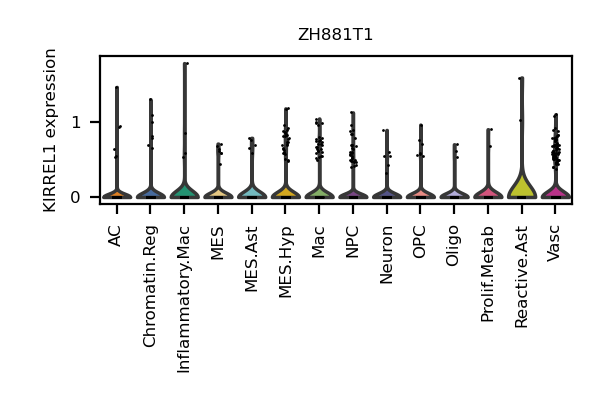 ZH881T1
KIRREL1 expression
1
0
AC
Chromatin.Reg
Inflammatory.Mac
MES
MES.Ast
MES.Hyp
Mac
NPC
Neuron
OPC
Oligo
Prolif.Metab
Reactive.Ast
Vasc